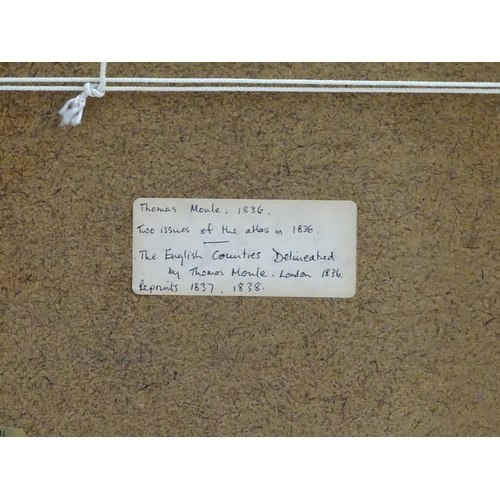 Thomas Moule. 1836.
Two issues of the atlas in 1836.
The English Counties Delineated
by Thomas Moule. London 1836
Reprints 1837, 1838.